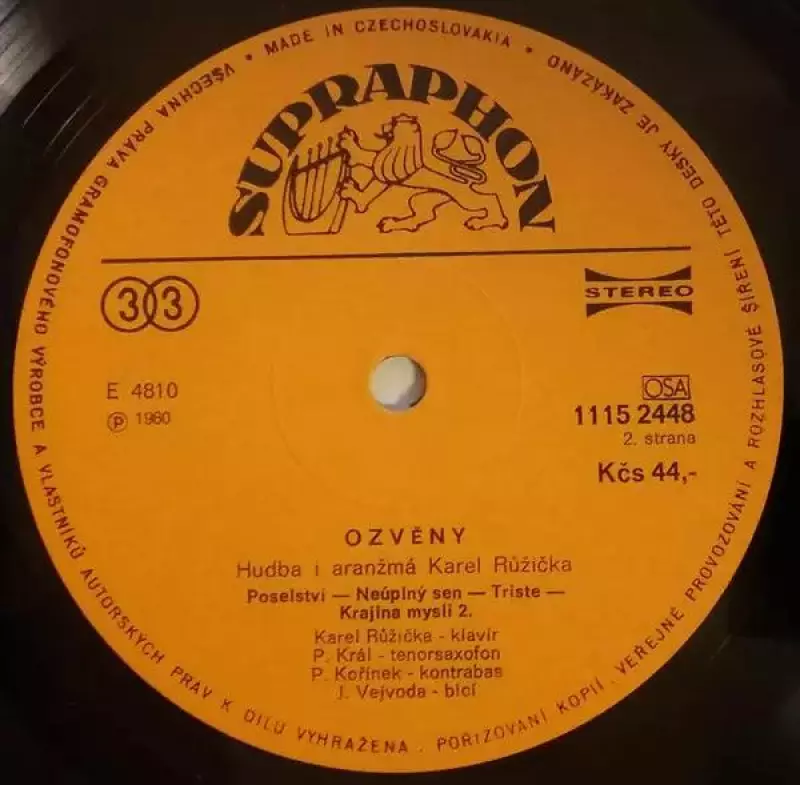 VŠECHNA PRÁVA GRAMOFONOVÉHO VÝROBCE A VLASTNÍKŮ AUTORSKÝCH PRÁV K DÍLU VYHRAŽENA . POŘIZOVÁNÍ KOPIÍ, VEŘEJNÉ PROVOZOVÁNÍ A ROZHLASOVÉ ŠÍŘENÍ TÉTO DESKY JE ZAKÁZÁNO
• MADE IN CZECHOSLOVAKIA •
SUPRAPHON
33
STEREO
E 4810
Ⓟ 1980
OSA
1115 2448
2. strana
Kčs 44,-
OZVĚNY
Hudba i aranžmá Karel Růžička
Poselství — Neúplný sen — Triste —
Krajina mysli 2.
Karel Růžička - klavír
P. Král - tenorsaxofon
P. Kořínek - kontrabas
J. Vejvoda - bicí